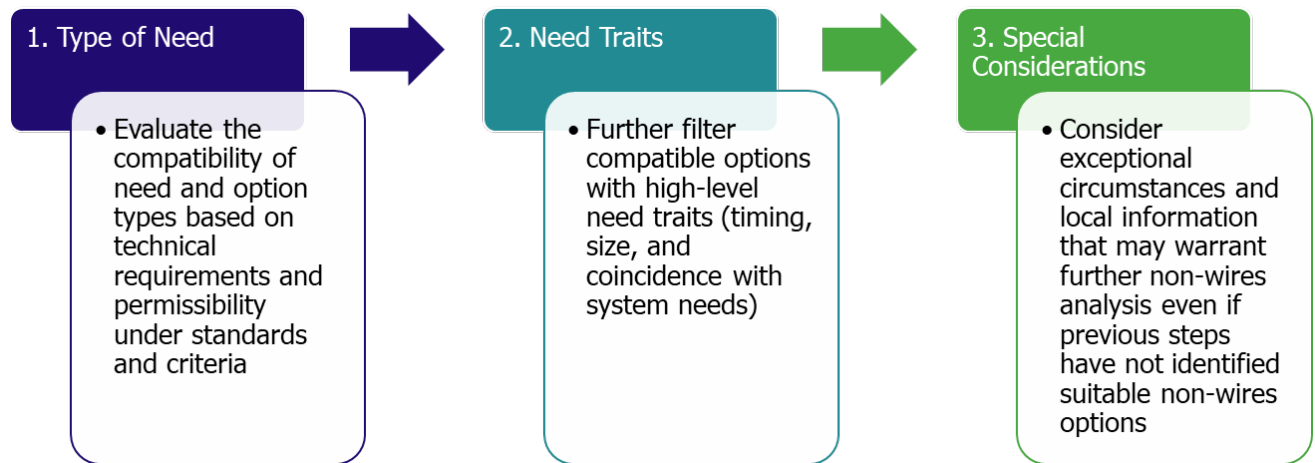 1. Type of Need
• Evaluate the
compatibility of
need and option
types based on
technical
requirements and
permissibility
under standards
and criteria
2. Need Traits
• Further filter
compatible options
with high-level
need traits (timing,
size, and
coincidence with
system needs)
3. Special
Considerations
• Consider
exceptional
circumstances and
local information
that may warrant
further non-wires
analysis even if
previous steps
have not identified
suitable non-wires
options